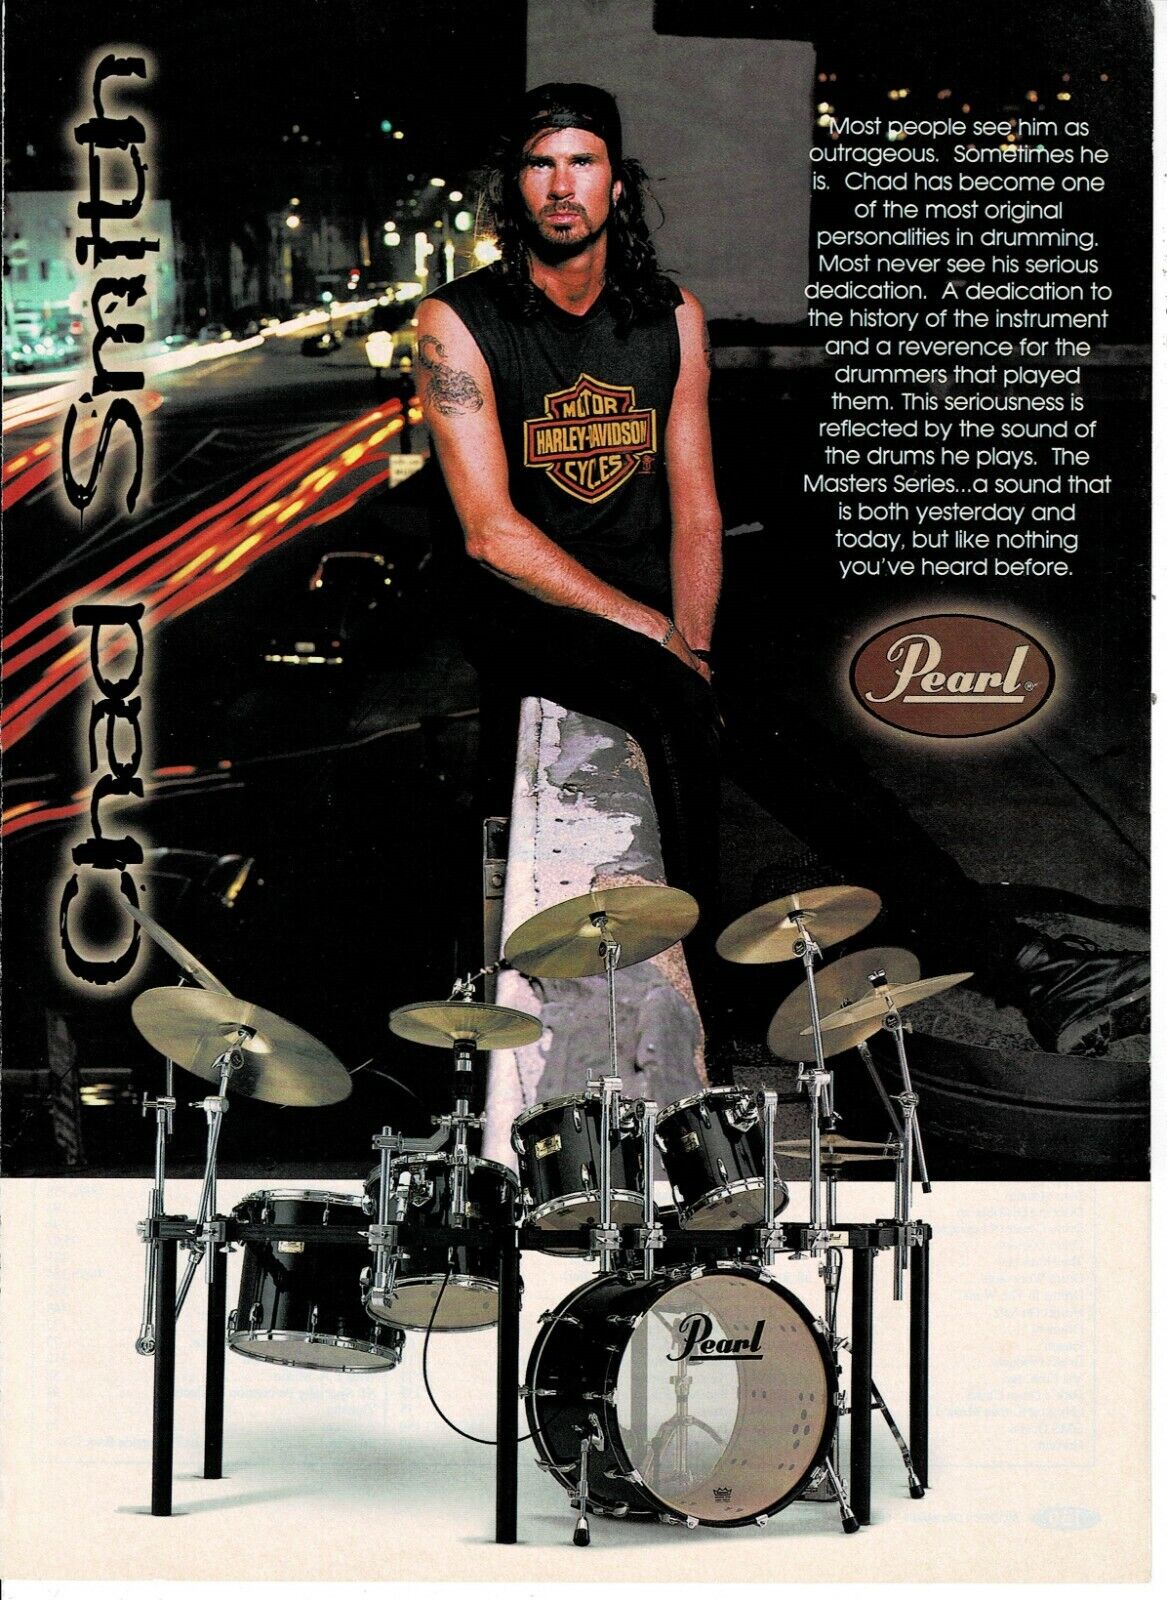 Chad Smith
Most people see him as
outrageous. Sometimes he
is. Chad has become one
of the most original
personalities in drumming.
Most never see his serious
dedication. A dedication to
the history of the instrument
and a reverence for the
drummers that played
them. This seriousness is
reflected by the sound of
the drums he plays. The
Masters Series...a sound that
is both yesterday and
today, but like nothing
you've heard before.
MOTOR
HARLEY-DAVIDSON
CYCLES
Pearl®
Pearl